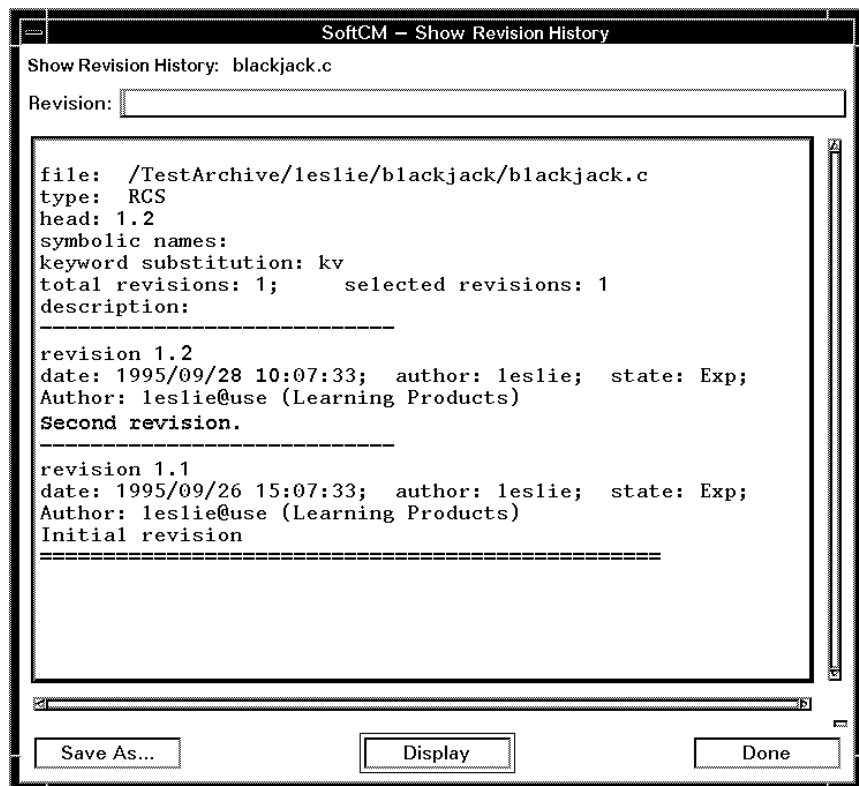 SoftCM – Show Revision History
Show Revision History: blackjack.c
Revision:
file: /TestArchive/leslie/blackjack/blackjack.c
type: RCS
head: 1.2
symbolic names:
keyword substitution: kv
total revisions: 1; selected revisions: 1
description:
----------------------------
revision 1.2
date: 1995/09/28 10:07:33; author: leslie; state: Exp;
Author: leslie@use (Learning Products)
Second revision.
----------------------------
revision 1.1
date: 1995/09/26 15:07:33; author: leslie; state: Exp;
Author: leslie@use (Learning Products)
Initial revision
=================================================
Save As... Display Done